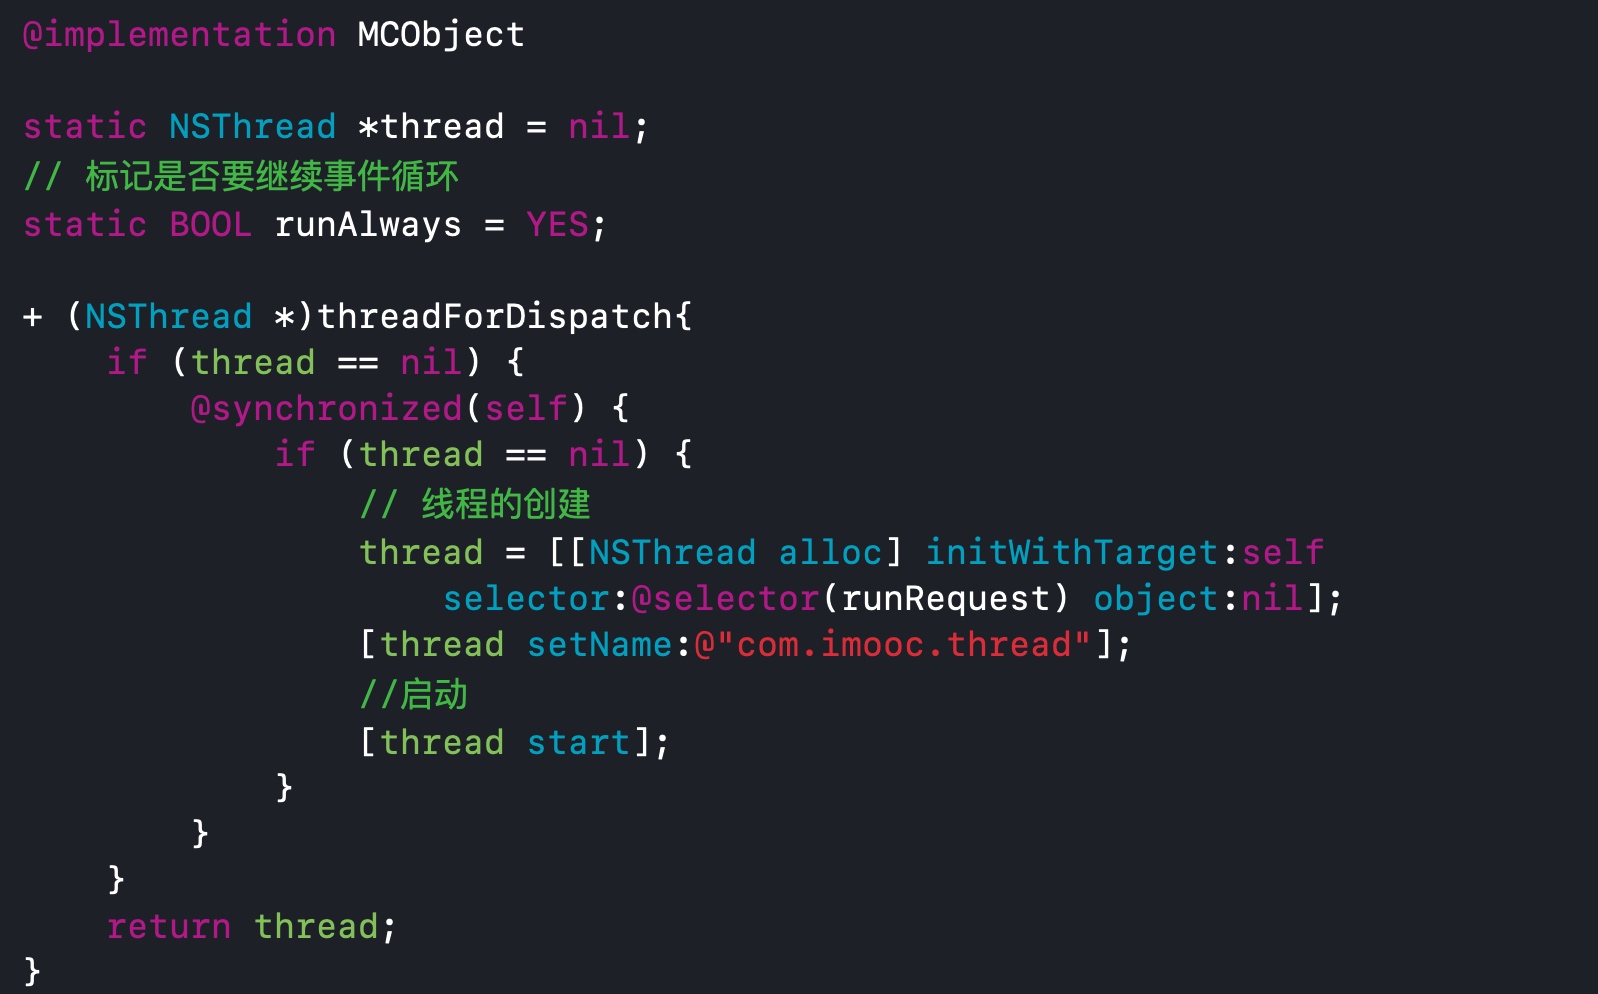 @implementation MCObject
static NSThread *thread = nil;
// 标记是否要继续事件循环
static BOOL runAlways = YES;
+ (NSThread *)threadForDispatch{
if (thread == nil) {
@synchronized(self) {
if (thread == nil) {
// 线程的创建
thread = [[NSThread alloc] initWithTarget:self
selector:@selector(runRequest) object:nil];
[thread setName:@"com.imooc.thread"];
//启动
[thread start];
}
}
}
return thread;
}